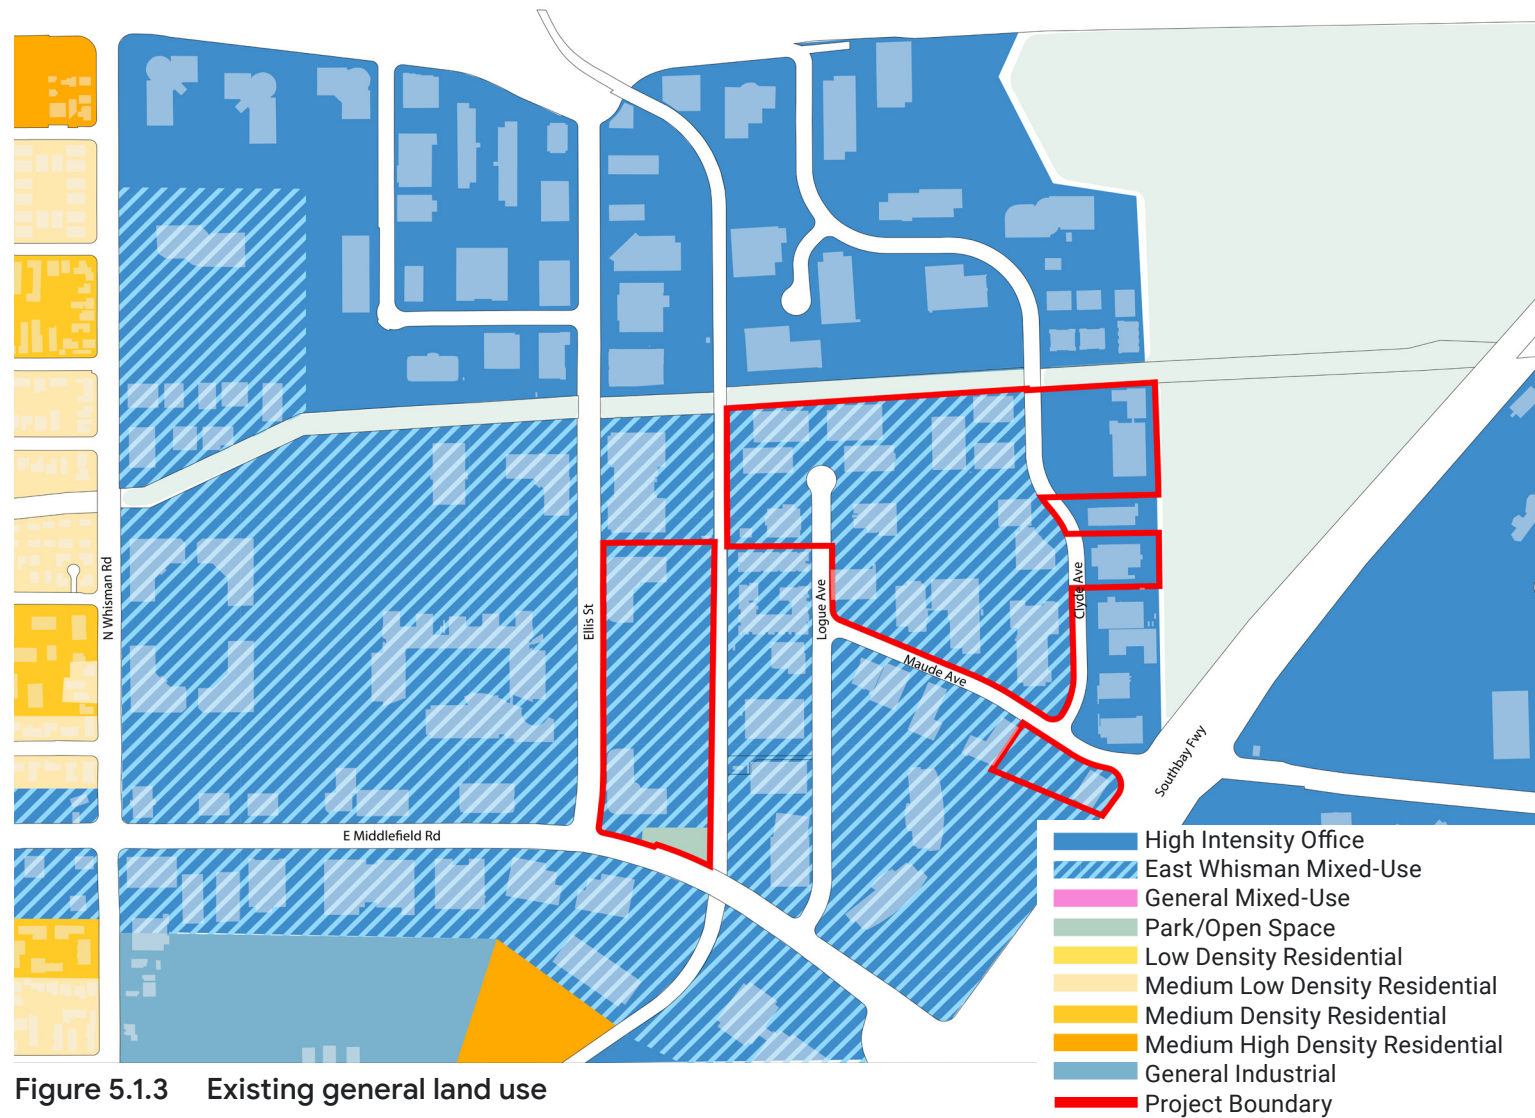 N Whisman Rd
Ellis St
Logue Ave
Clyde Ave
Maude Ave
Southbay Fwy
E Middlefield Rd
High Intensity Office
East Whisman Mixed-Use
General Mixed-Use
Park/Open Space
Low Density Residential
Medium Low Density Residential
Medium Density Residential
Medium High Density Residential
General Industrial
Project Boundary
Figure 5.1.3 Existing general land use